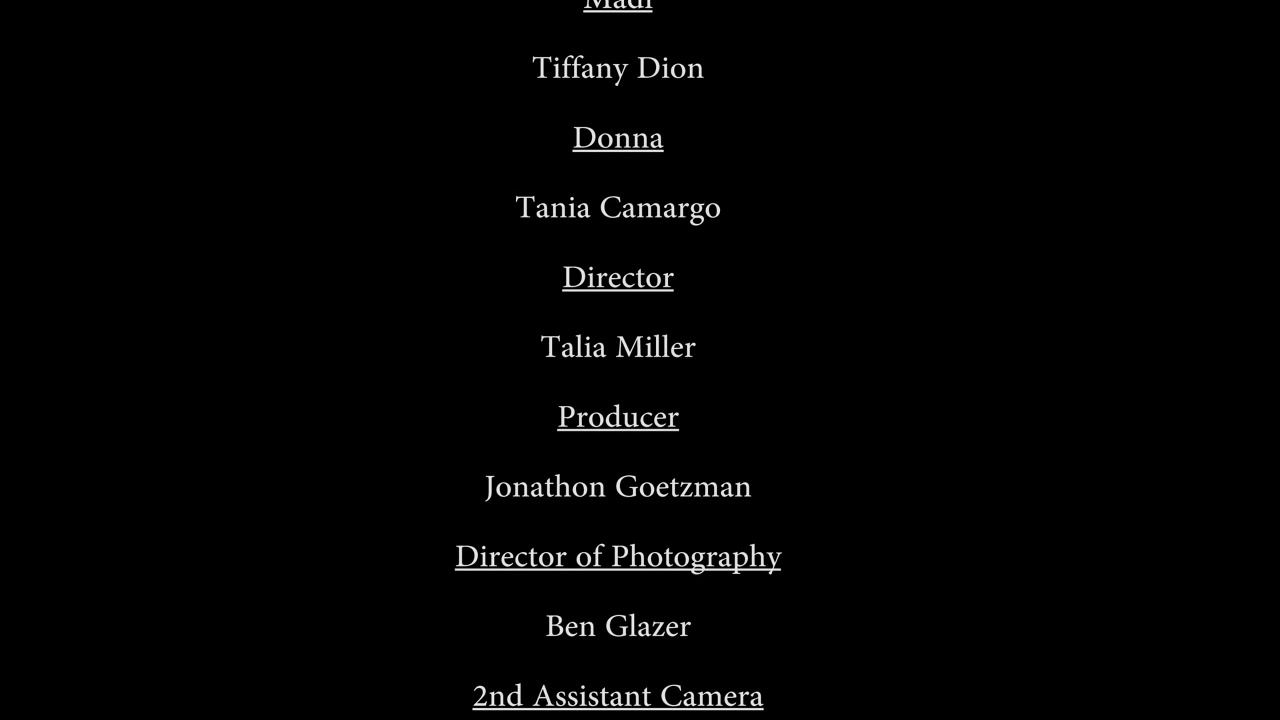 Madi
Tiffany Dion
Donna
Tania Camargo
Director
Talia Miller
Producer
Jonathon Goetzman
Director of Photography
Ben Glazer
2nd Assistant Camera